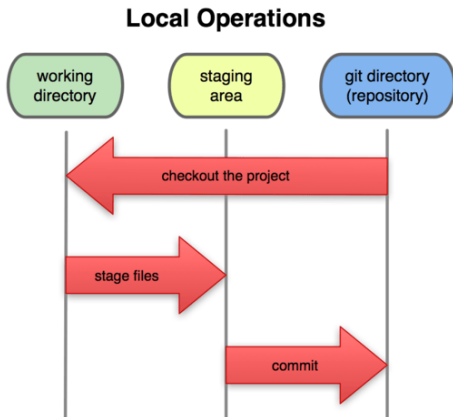 Local Operations
working
directory
staging
area
git directory
(repository)
checkout the project
stage files
commit